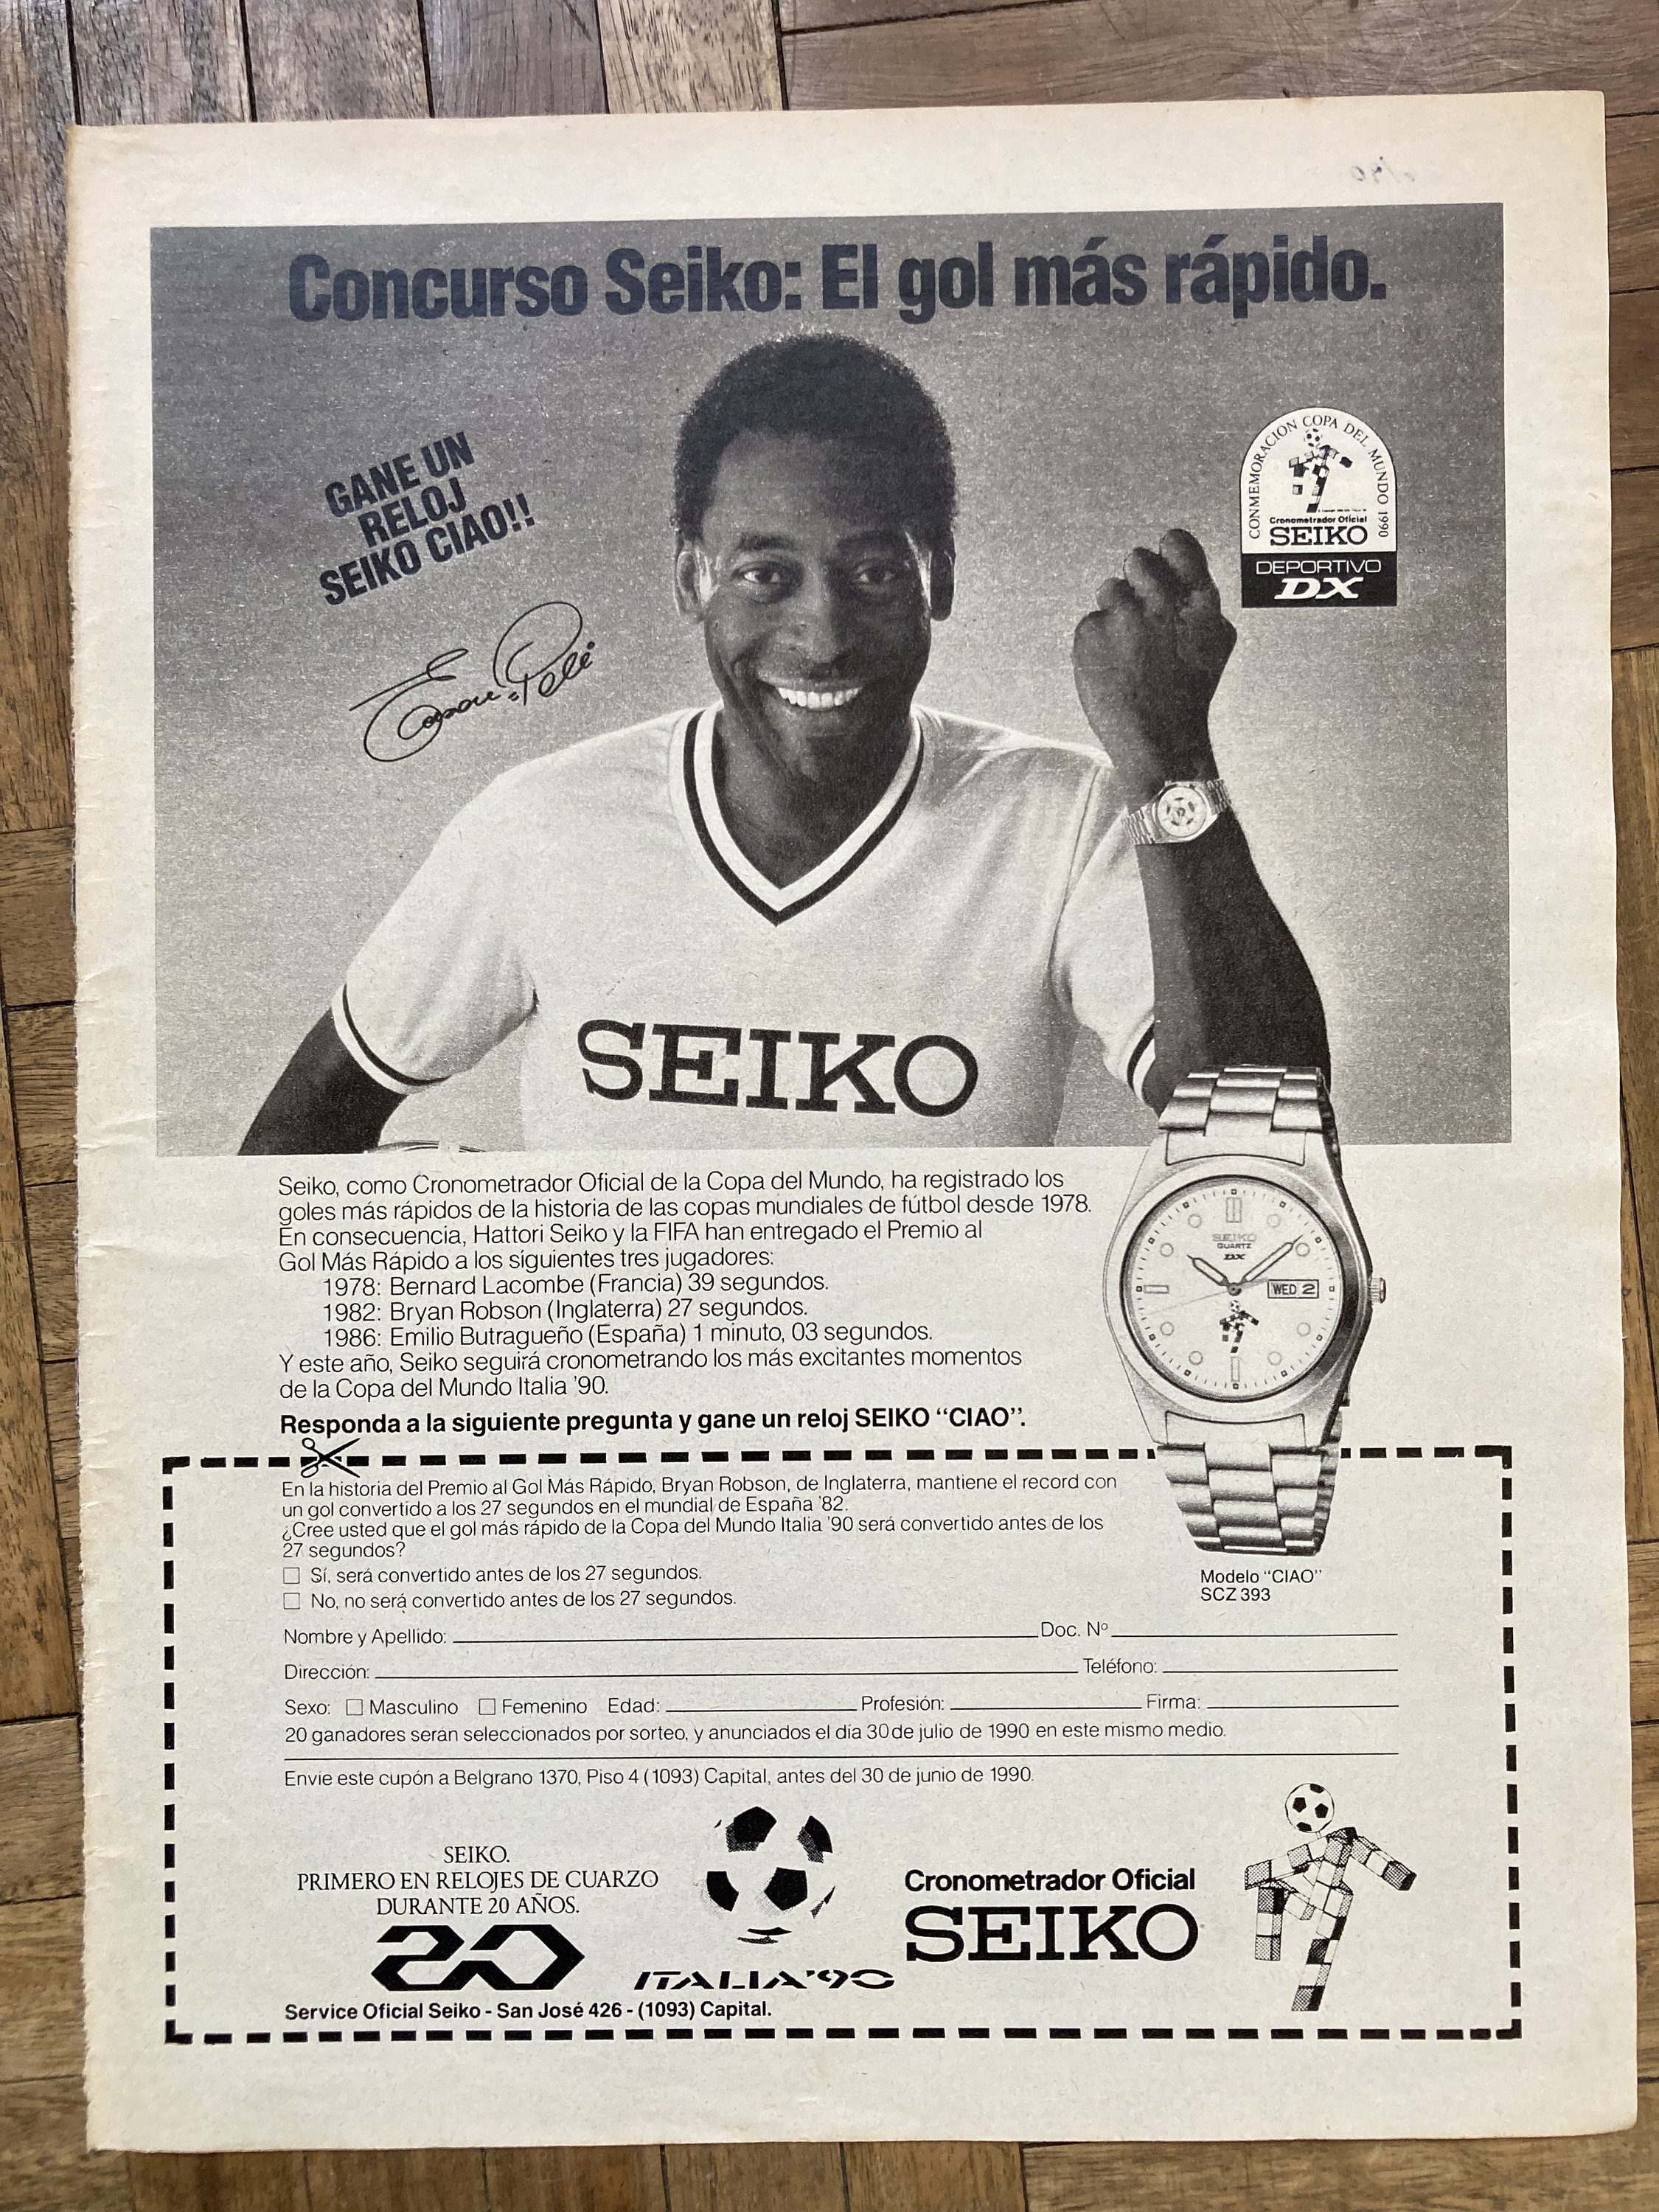 Concurso Seiko: El gol más rápido.
GANE UN
RELOJ
SEIKO CIAO!!
CONMEMORACION COPA DEL MUNDO 1990
Cronometrador Oficial
SEIKO
DEPORTIVO
DX
Edson=Pelé
SEIKO
Seiko, como Cronometrador Oficial de la Copa del Mundo, ha registrado los
goles más rápidos de la historia de las copas mundiales de fútbol desde 1978.
En consecuencia, Hattori Seiko y la FIFA han entregado el Premio al
Gol Más Rápido a los siguientes tres jugadores:
1978: Bernard Lacombe (Francia) 39 segundos.
1982: Bryan Robson (Inglaterra) 27 segundos.
1986: Emilio Butragueño (España) 1 minuto, 03 segundos.
Y este año, Seiko seguirá cronometrando los más excitantes momentos
de la Copa del Mundo Italia '90.
Responda a la siguiente pregunta y gane un reloj SEIKO "CIAO".
SEIKO
QUARTZ
DX
WED 2
En la historia del Premio al Gol Más Rápido, Bryan Robson, de Inglaterra, mantiene el record con
un gol convertido a los 27 segundos en el mundial de España '82.
¿Cree usted que el gol más rápido de la Copa del Mundo Italia '90 será convertido antes de los
27 segundos?
Sí, será convertido antes de los 27 segundos.
No, no será convertido antes de los 27 segundos.
Modelo "CIAO"
SCZ 393
Nombre y Apellido: Doc. Nº
Dirección: Teléfono:
Sexo: Masculino Femenino Edad: Profesión: Firma:
20 ganadores serán seleccionados por sorteo, y anunciados el día 30 de julio de 1990 en este mismo medio.
Envíe este cupón a Belgrano 1370, Piso 4 (1093) Capital, antes del 30 de junio de 1990.
SEIKO.
PRIMERO EN RELOJES DE CUARZO
DURANTE 20 AÑOS.
20
ITALIA'90
Cronometrador Oficial
SEIKO
Service Oficial Seiko - San José 426 - (1093) Capital.